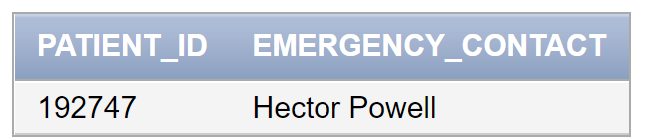 PATIENT_ID EMERGENCY_CONTACT
192747 Hector Powell